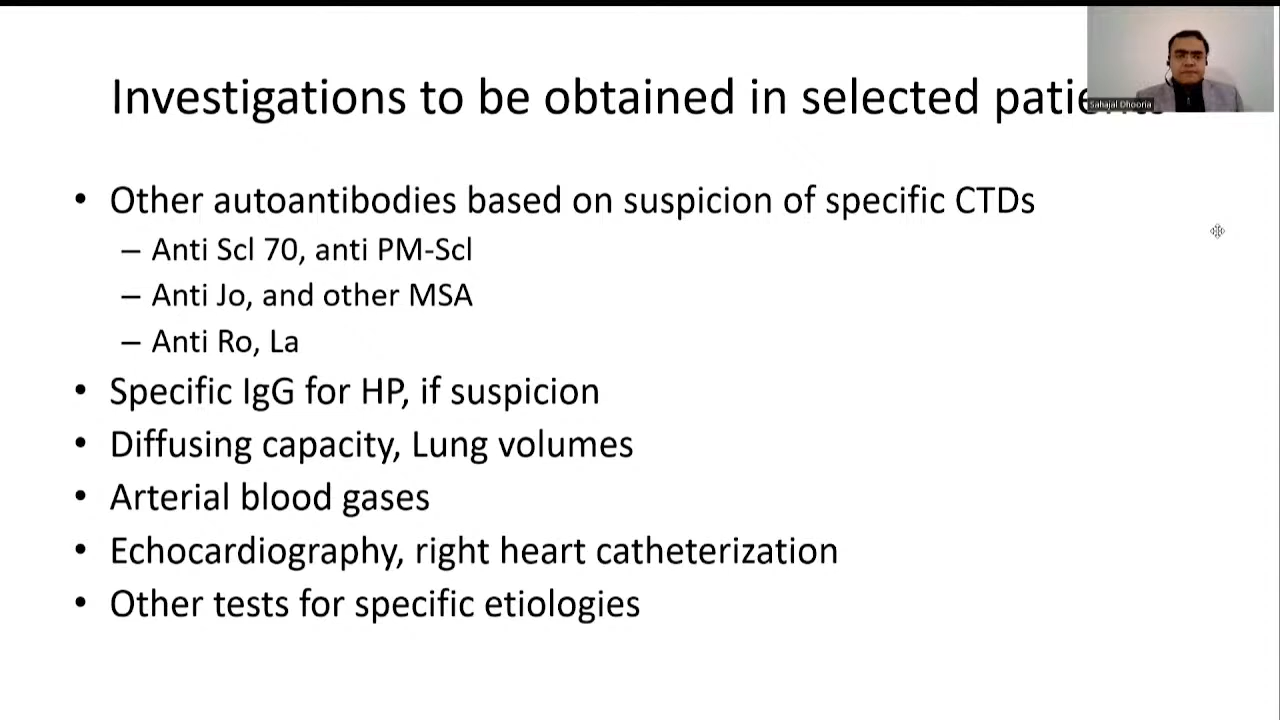 Investigations to be obtained in selected
Sahajal Dhooria
• Other autoantibodies based on suspicion of specific CTDs
– Anti Scl 70, anti PM-Scl
– Anti Jo, and other MSA
– Anti Ro, La
• Specific IgG for HP, if suspicion
• Diffusing capacity, Lung volumes
• Arterial blood gases
• Echocardiography, right heart catheterization
• Other tests for specific etiologies